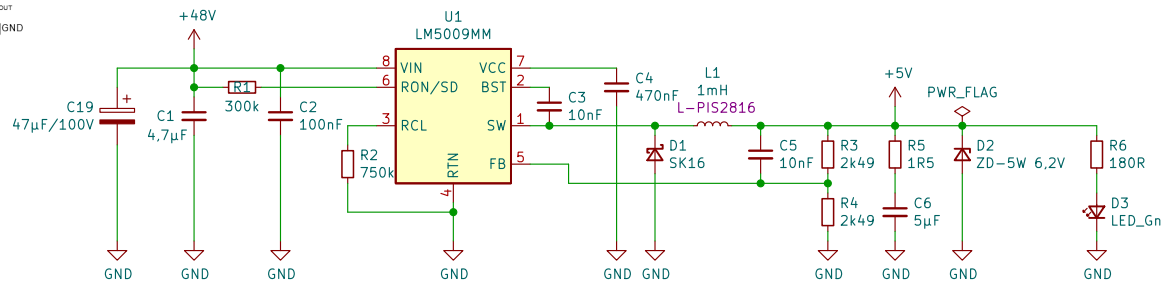 OUT
GND
+48V
C19
47µF/100V
C1
4,7µF
R1
300k
C2
100nF
U1
LM5009MM
8
VIN
6
RON/SD
3
RCL
RTN
4
VCC
7
BST
2
SW
1
FB
5
R2
750k
C4
470nF
C3
10nF
L1
1mH
L-PIS2816
D1
SK16
C5
10nF
R3
2k49
R4
2k49
+5V
R5
1R5
C6
5µF
PWR_FLAG
D2
ZD-5W 6,2V
R6
180R
D3
LED_Gn
GND
GND
GND
GND
GND
GND
GND
GND
GND
GND